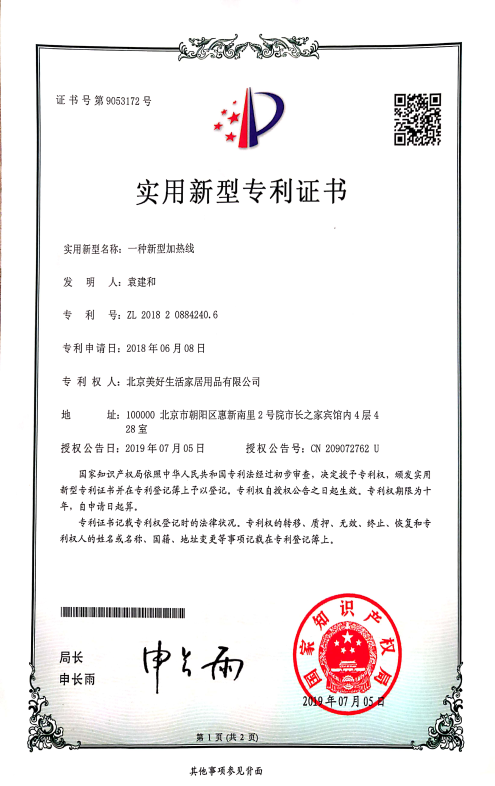 证书号第9053172号
实用新型专利证书
实用新型名称：一种新型加热线
发明人：袁建和
专利号：ZL 2018 2 0884240.6
专利申请日：2018年06月08日
专利权人：北京美好生活家居用品有限公司
地址：100000 北京市朝阳区惠新南里2号院市长之家宾馆内4层4
28室
授权公告日：2019年07月05日 授权公告号：CN 209072762 U
国家知识产权局依照中华人民共和国专利法经过初步审查，决定授予专利权，颁发实用
新型专利证书并在专利登记簿上予以登记。专利权自授权公告之日起生效。专利权期限为十
年，自申请日起算。
专利证书记载专利权登记时的法律状况。专利权的转移、质押、无效、终止、恢复和专
利权人的姓名或名称、国籍、地址变更等事项记载在专利登记簿上。
局长
申长雨
申长雨
国家知识产权局
2019年07月05日
第1页(共2页)
其他事项参见背面